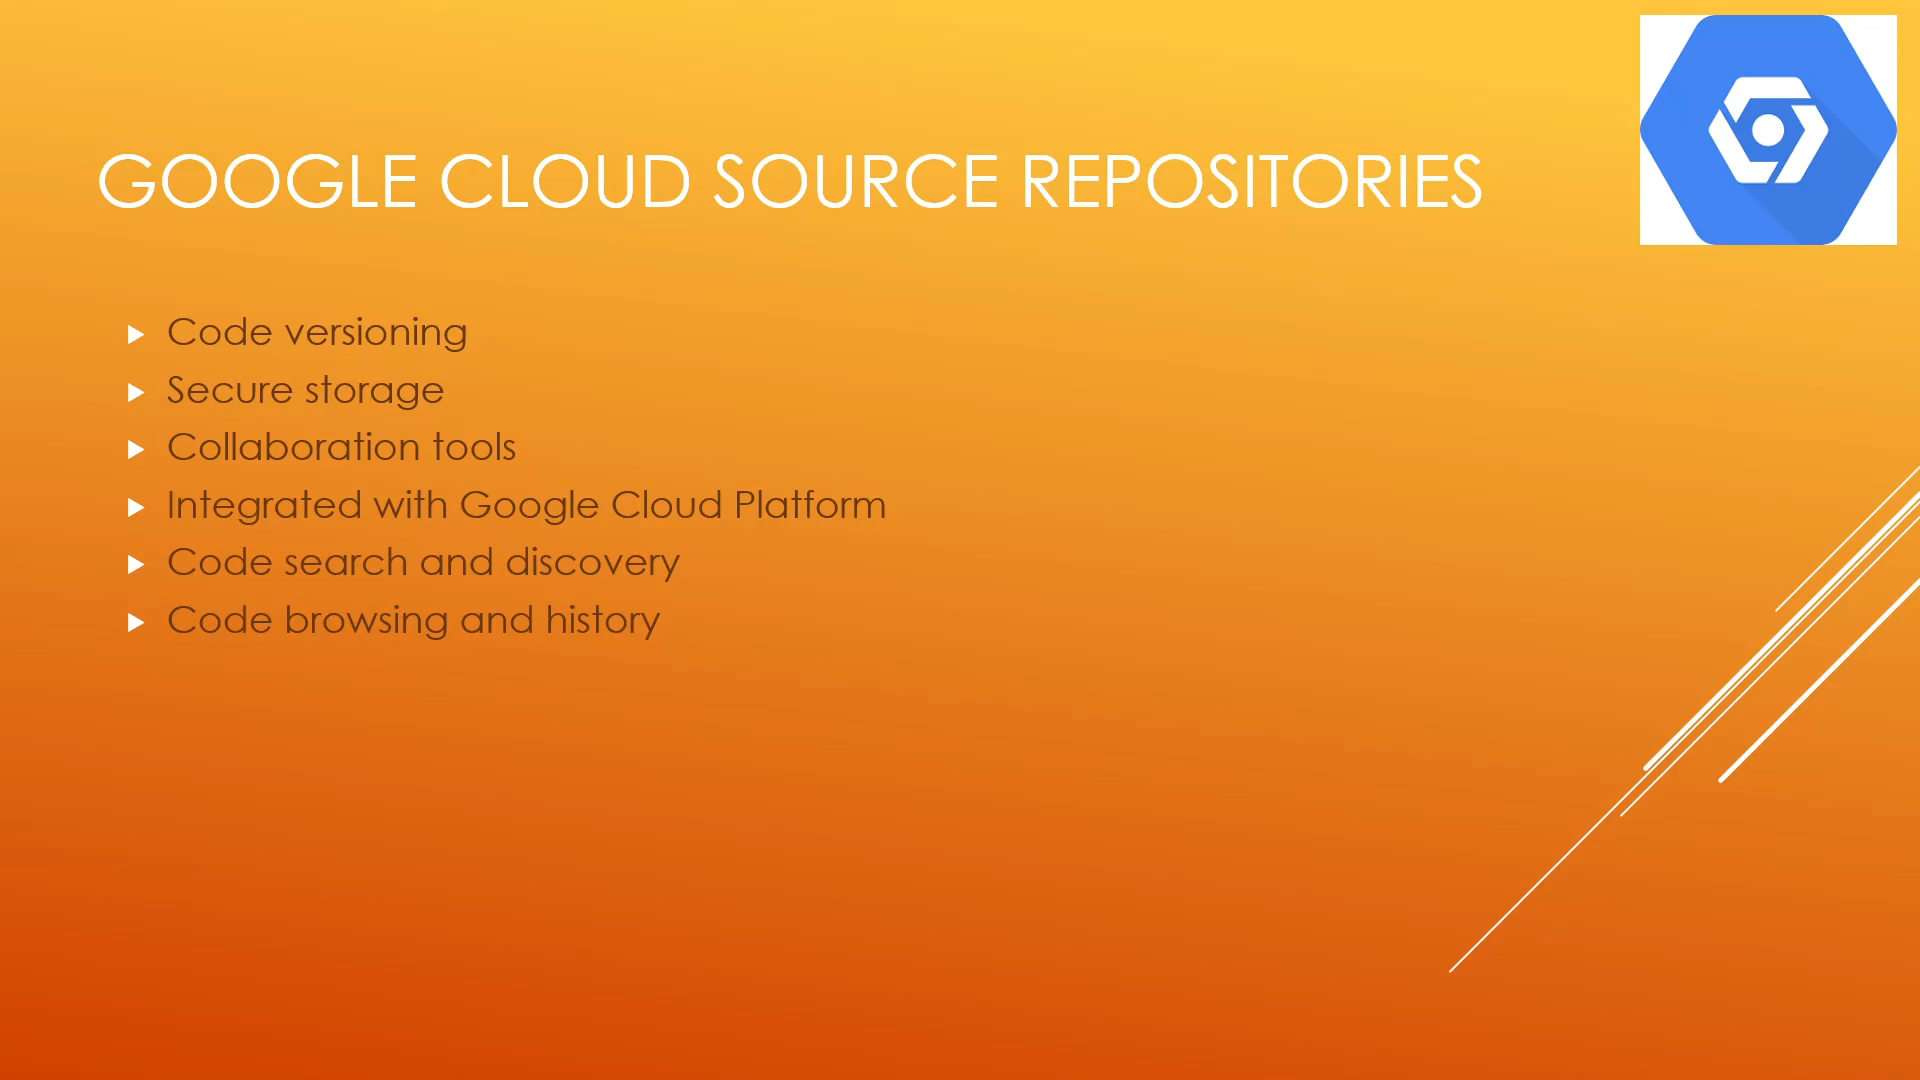 GOOGLE CLOUD SOURCE REPOSITORIES
Code versioning
Secure storage
Collaboration tools
Integrated with Google Cloud Platform
Code search and discovery
Code browsing and history